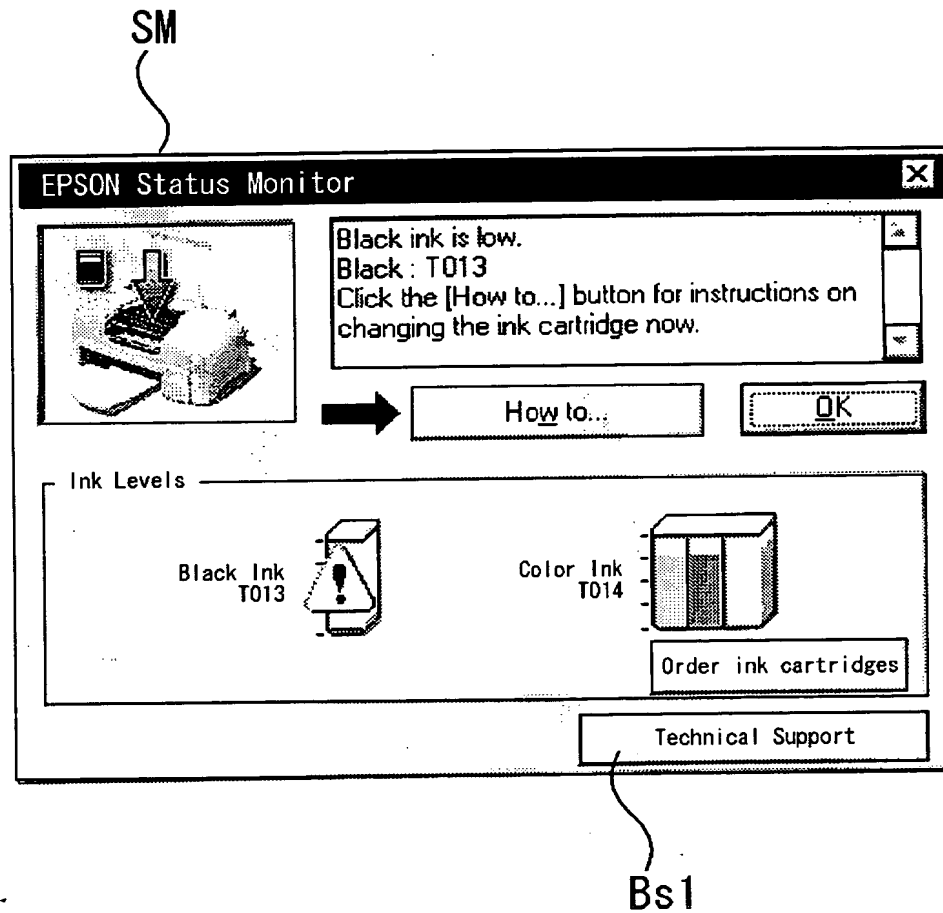 SM
EPSON Status Monitor
Black ink is low.
Black : T013
Click the [How to...] button for instructions on
changing the ink cartridge now.
How to...
OK
Ink Levels
Black Ink
T013
Color Ink
T014
Order ink cartridges
Technical Support
Bs1